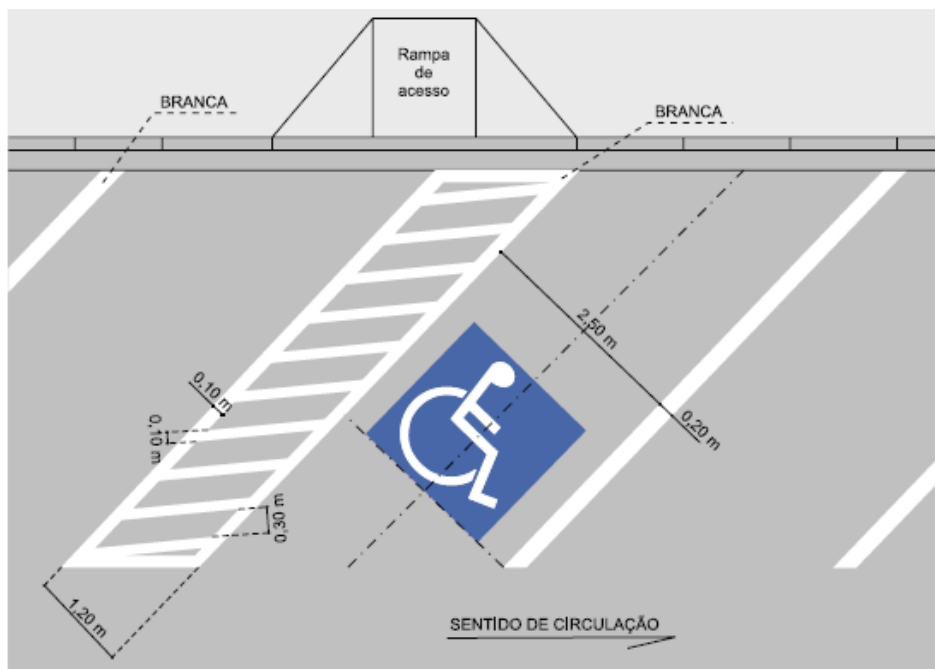 Rampa
de
acesso
BRANCA
BRANCA
2,50 m
0,10 m
0,20 m
0,10 m
0,30 m
1,20 m
SENTIDO DE CIRCULAÇÃO